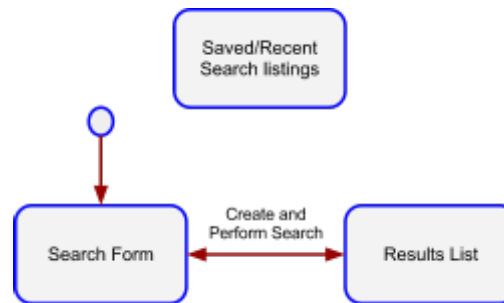 Saved/Recent
Search listings
Create and
Perform Search
Search Form
Results List